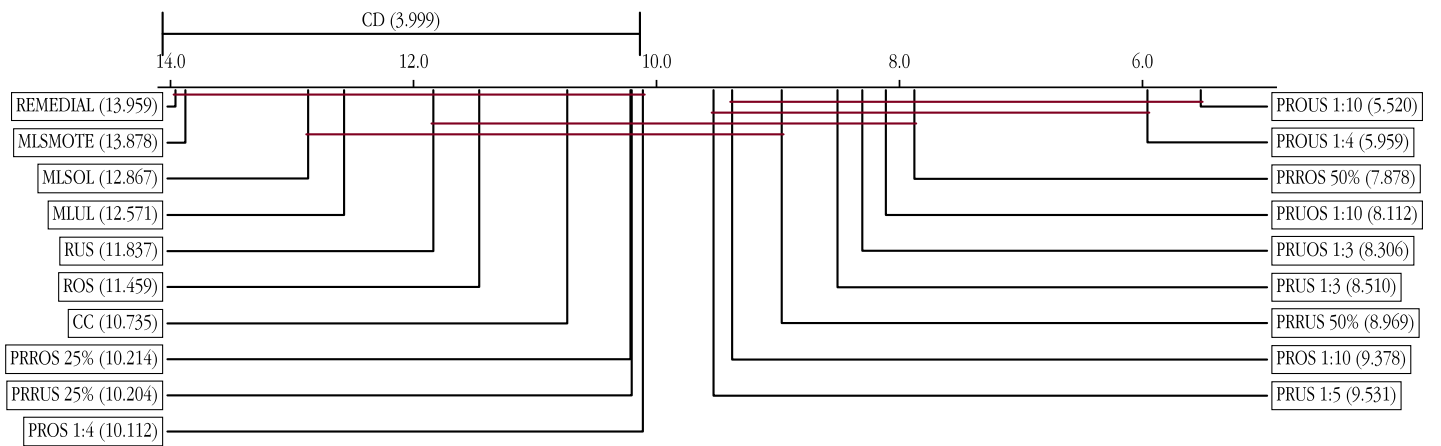 CD (3.999)
14.0 12.0 10.0 8.0 6.0
REMEDIAL (13.959)
MLSMOTE (13.878)
MLSOL (12.867)
MLUL (12.571)
RUS (11.837)
ROS (11.459)
CC (10.735)
PRROS 25% (10.214)
PRRUS 25% (10.204)
PROS 1:4 (10.112)
PROUS 1:10 (5.520)
PROUS 1:4 (5.959)
PRROS 50% (7.878)
PRUOS 1:10 (8.112)
PRUOS 1:3 (8.306)
PRUS 1:3 (8.510)
PRRUS 50% (8.969)
PROS 1:10 (9.378)
PRUS 1:5 (9.531)